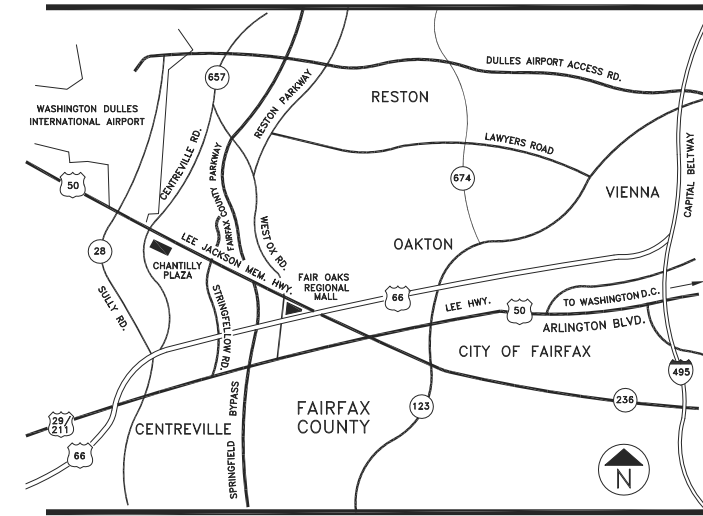 DULLES AIRPORT ACCESS RD.
657
RESTON PARKWAY
RESTON
WASHINGTON DULLES
INTERNATIONAL AIRPORT
LAWYERS ROAD
CENTREVILLE RD.
FAIRFAX COUNTY PARKWAY
CAPITAL BELTWAY
50
674
VIENNA
WEST OX RD.
LEE JACKSON MEM. HWY.
OAKTON
28
CHANTILLY
PLAZA
FAIR OAKS
REGIONAL
MALL
SULLY RD.
STRINGFELLOW RD.
66
LEE HWY.
50
TO WASHINGTON D.C.
ARLINGTON BLVD.
CITY OF FAIRFAX
495
123
236
29/
211
CENTREVILLE
SPRINGFIELD BYPASS
FAIRFAX
COUNTY
66
N